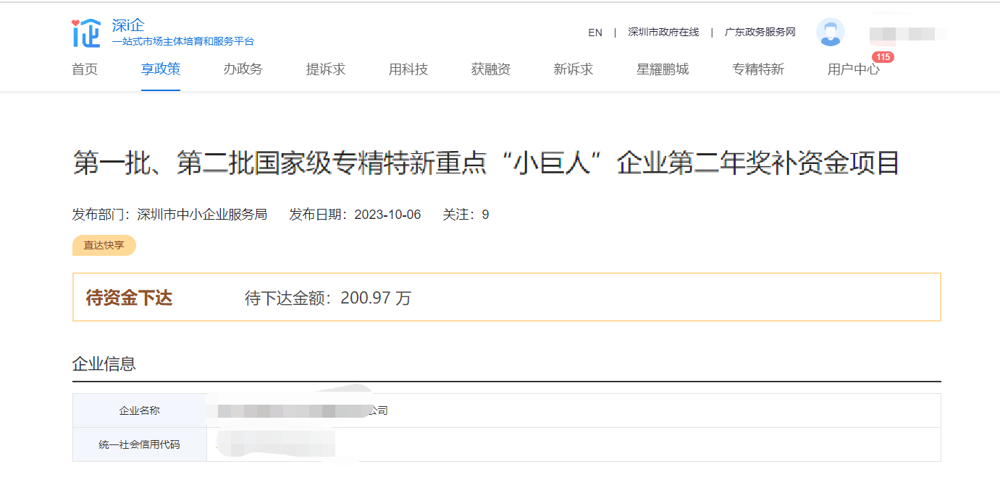 深i企
一站式市场主体培育和服务平台
EN | 深圳市政府在线 | 广东政务服务网
首页 享政策 办政务 提诉求 用科技 获融资 新诉求 星耀鹏城 专精特新 用户中心 115
第一批、第二批国家级专精特新重点“小巨人”企业第二年奖补资金项目
发布部门：深圳市中小企业服务局 发布日期：2023-10-06 关注：9
直达快享
待资金下达 待下达金额：200.97 万
企业信息
企业名称 公司
统一社会信用代码